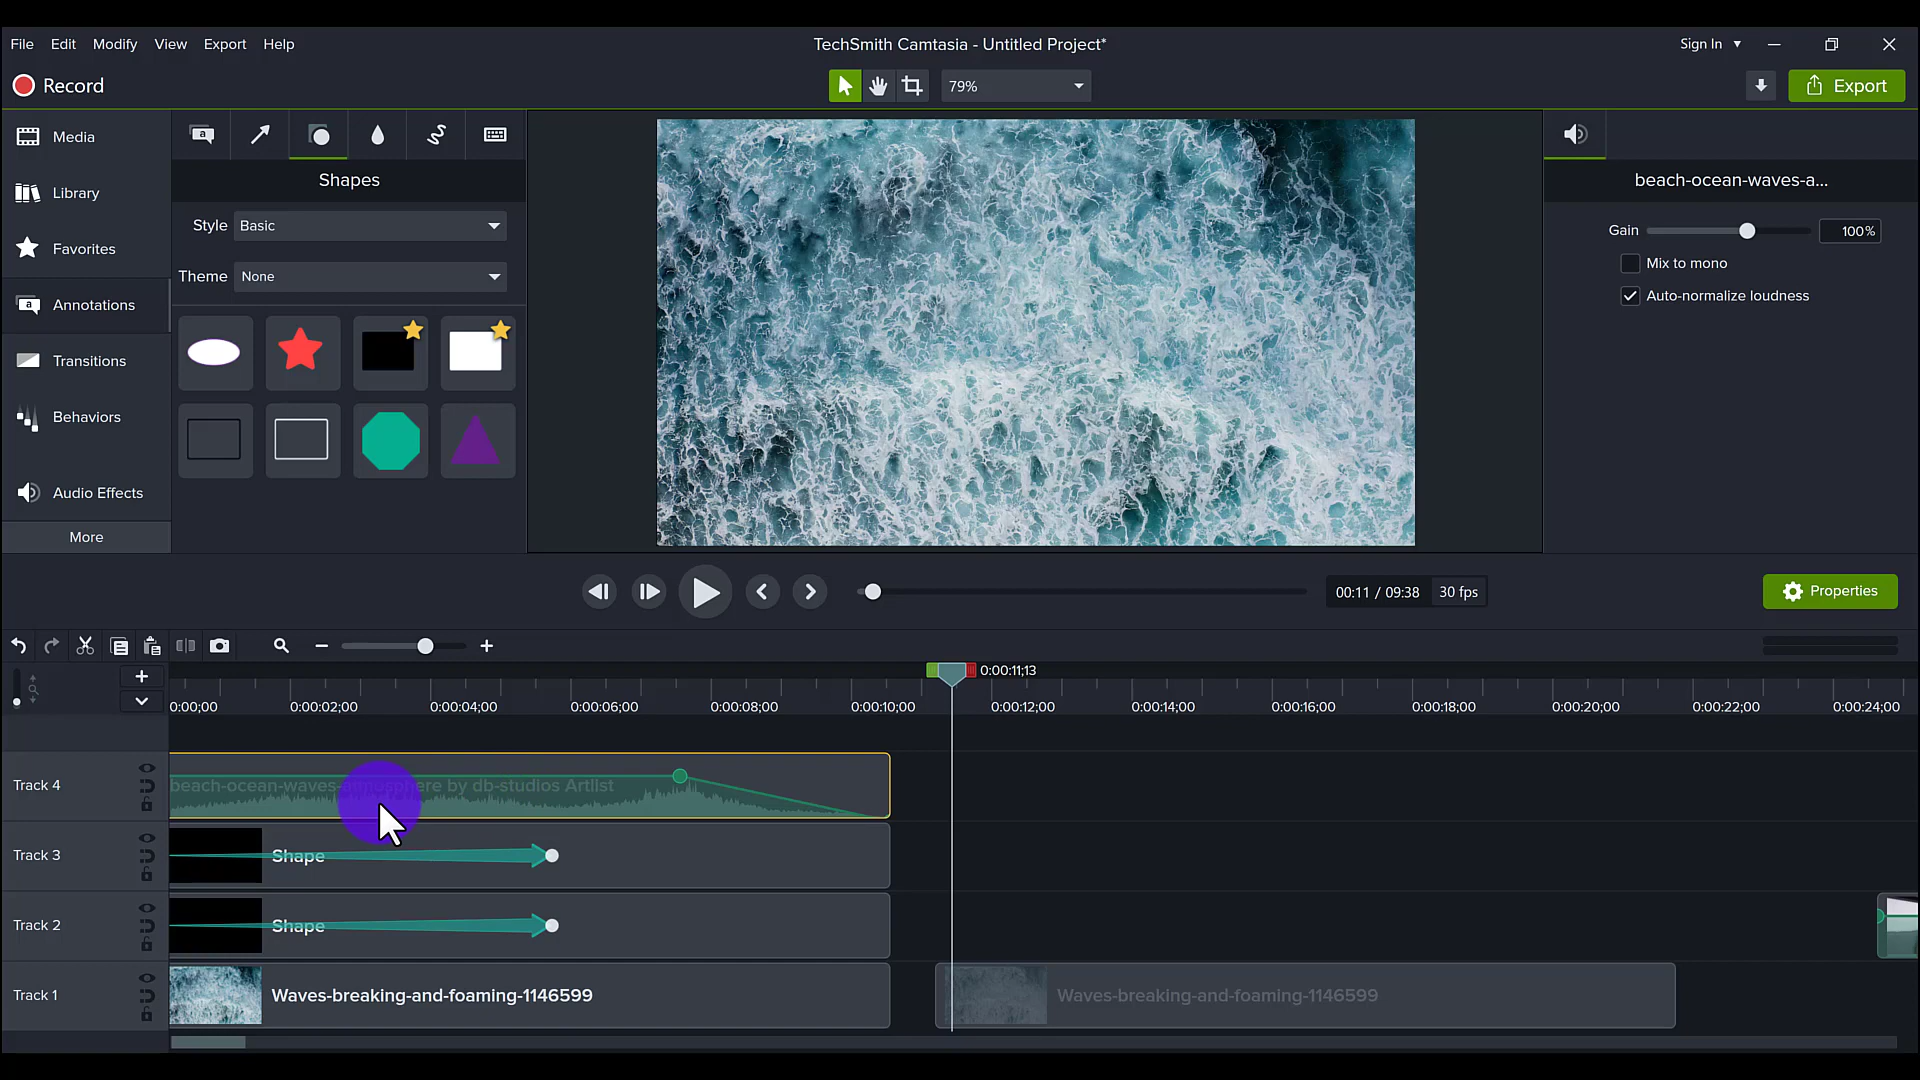 File Edit Modify View Export Help
TechSmith Camtasia - Untitled Project*
Sign In
Record
79%
Export
Media
Library
Favorites
Annotations
Transitions
Behaviors
Audio Effects
More
a
Shapes
Style Basic
Theme None
beach-ocean-waves-a...
Gain 100%
Mix to mono
Auto-normalize loudness
00:11 / 09:38 30 fps
Properties
0:00:11;13
0:00;00 0:00:02;00 0:00:04;00 0:00:06;00 0:00:08;00 0:00:10;00 0:00:12;00 0:00:14;00 0:00:16;00 0:00:18;00 0:00:20;00 0:00:22;00 0:00:24;00
Track 4
beach-ocean-waves-atmosphere by db-studios Artlist
Track 3
Shape
Track 2
Shape
Track 1
Waves-breaking-and-foaming-1146599
Waves-breaking-and-foaming-1146599